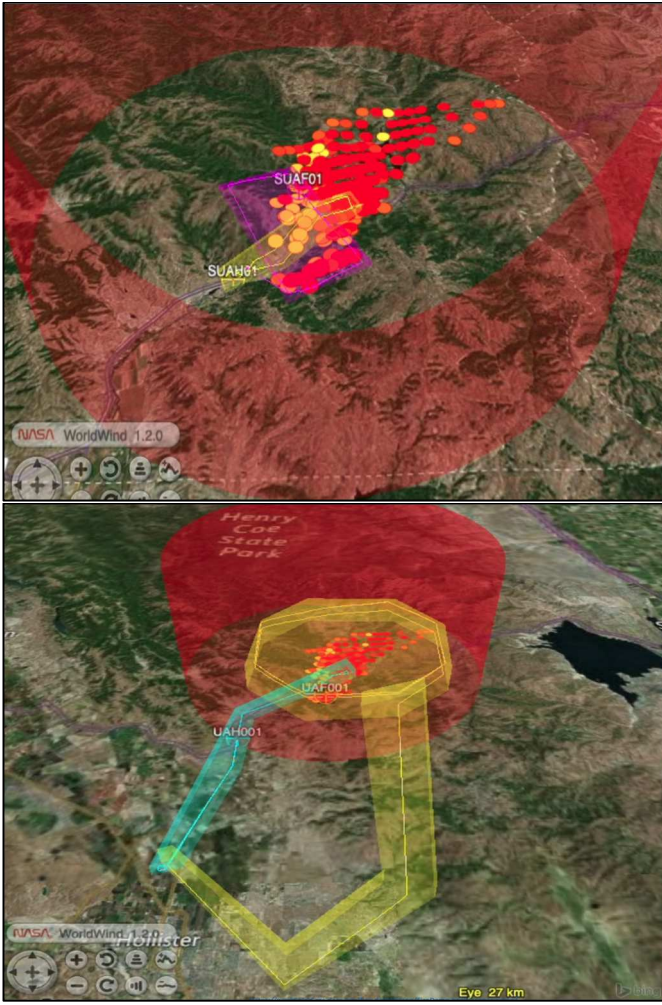 SUAF01
SUAH01
NASA WorldWind 1.2.0
Henry
Coe
State
Park
UAH001
NASA WorldWind 1.2.0
Hollister
Eye 27 km